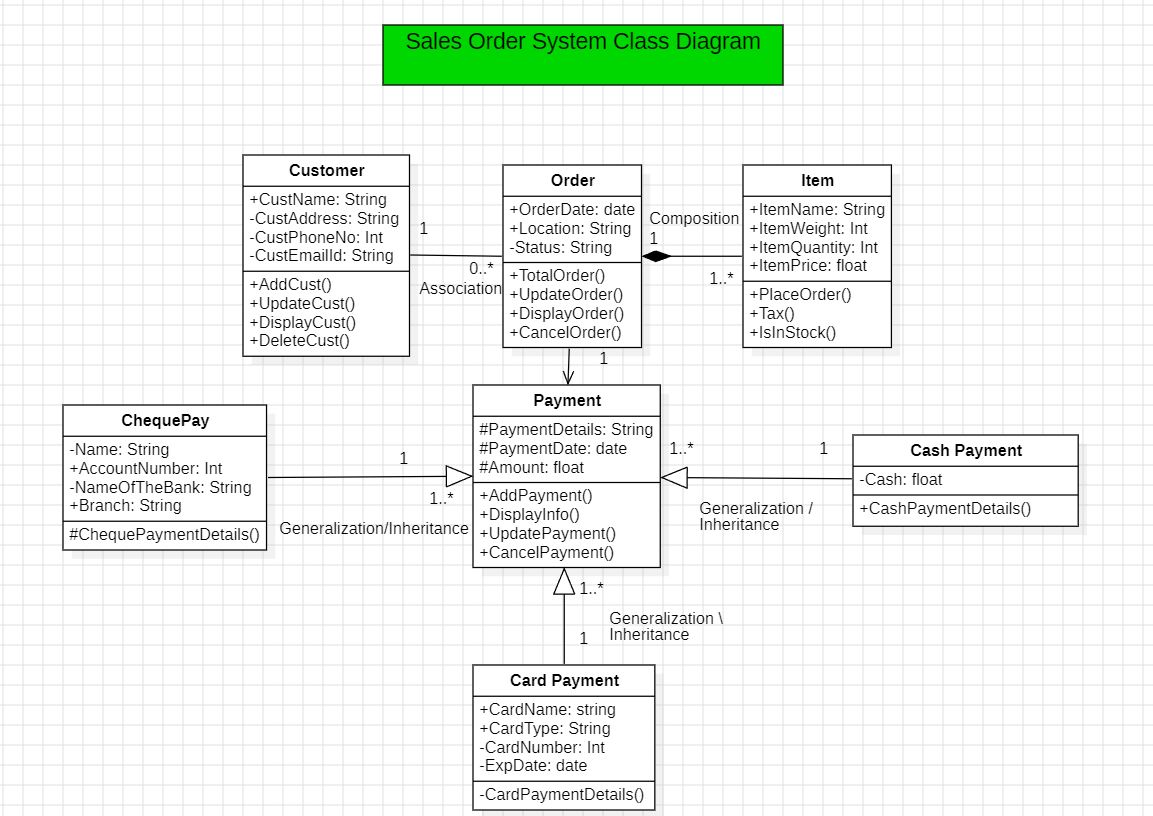 Sales Order System Class Diagram
Customer
+CustName: String
-CustAddress: String
-CustPhoneNo: Int
-CustEmailId: String
+AddCust()
+UpdateCust()
+DisplayCust()
+DeleteCust()
1
0..*
Association
Order
+OrderDate: date
+Location: String
-Status: String
+TotalOrder()
+UpdateOrder()
+DisplayOrder()
+CancelOrder()
Composition
1
1..*
Item
+ItemName: String
+ItemWeight: Int
+ItemQuantity: Int
+ItemPrice: float
+PlaceOrder()
+Tax()
+IsInStock()
1
ChequePay
-Name: String
+AccountNumber: Int
-NameOfTheBank: String
+Branch: String
#ChequePaymentDetails()
1
1..*
Generalization/Inheritance
Payment
#PaymentDetails: String
#PaymentDate: date
#Amount: float
+AddPayment()
+DisplayInfo()
+UpdatePayment()
+CancelPayment()
1..*
1
Generalization /
Inheritance
Cash Payment
-Cash: float
+CashPaymentDetails()
1..*
Generalization \
Inheritance
1
Card Payment
+CardName: string
+CardType: String
-CardNumber: Int
-ExpDate: date
-CardPaymentDetails()